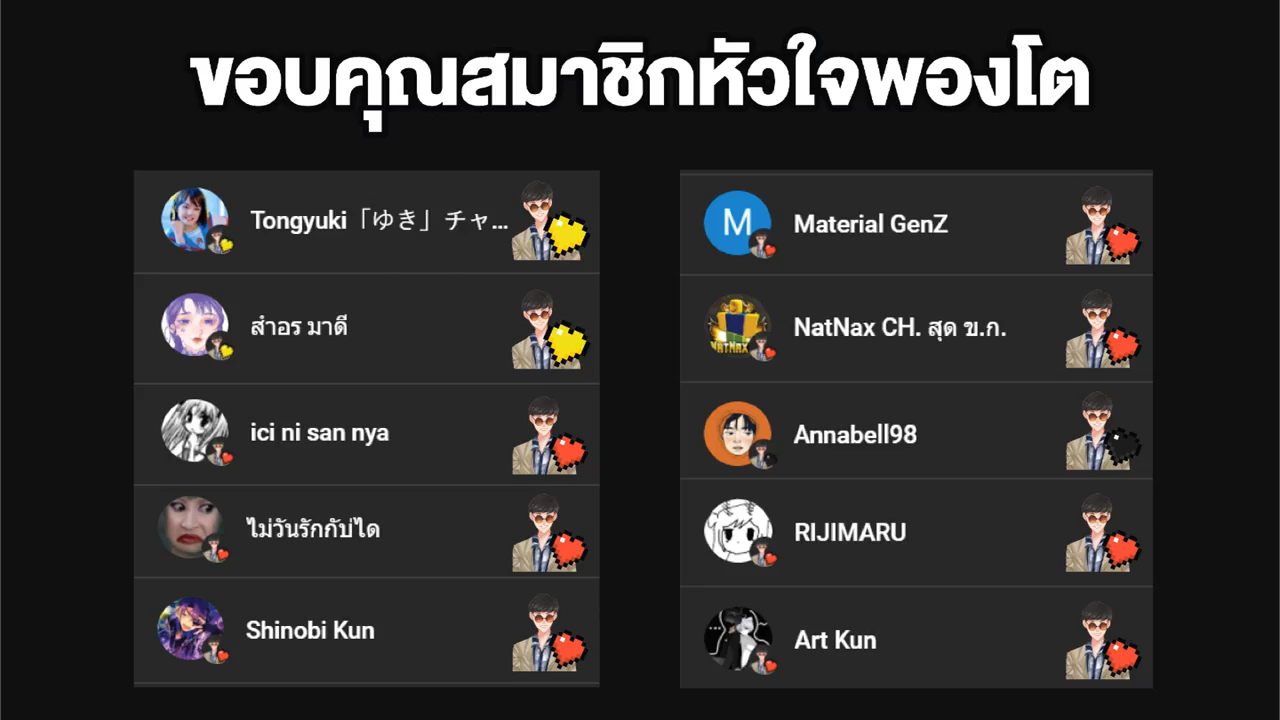 ขอบคุณสมาชิกหัวใจพองโต
Tongyuki「ゆき」チャ...
สำอร มาดี
ici ni san nya
ไม่วันรักกับ่ได
Shinobi Kun
M
Material GenZ
NATNAX
NatNax CH. สุด ข.ก.
Annabell98
RIJIMARU
Art Kun